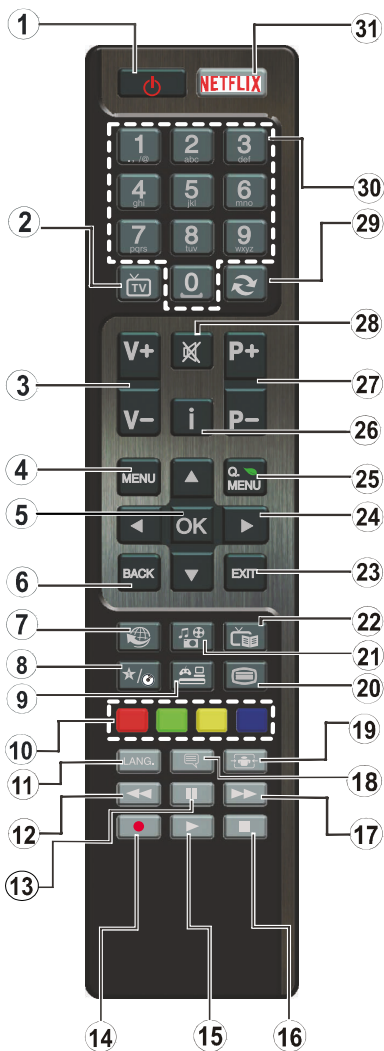 1
31
NETFLIX
1 2 3
. , /@ abc def
30
4 5 6
ghi jkl mno
7 8 9
pqrs tuv wxyz
2
29
TV
0
28
V+ P+
3
27
V- i P-
26
4
MENU
Q.
MENU
25
5
OK
24
6
BACK EXIT
23
7
22
8
/
21
9
20
10
19
11
LANG.
18
12
17
13
14
15
16